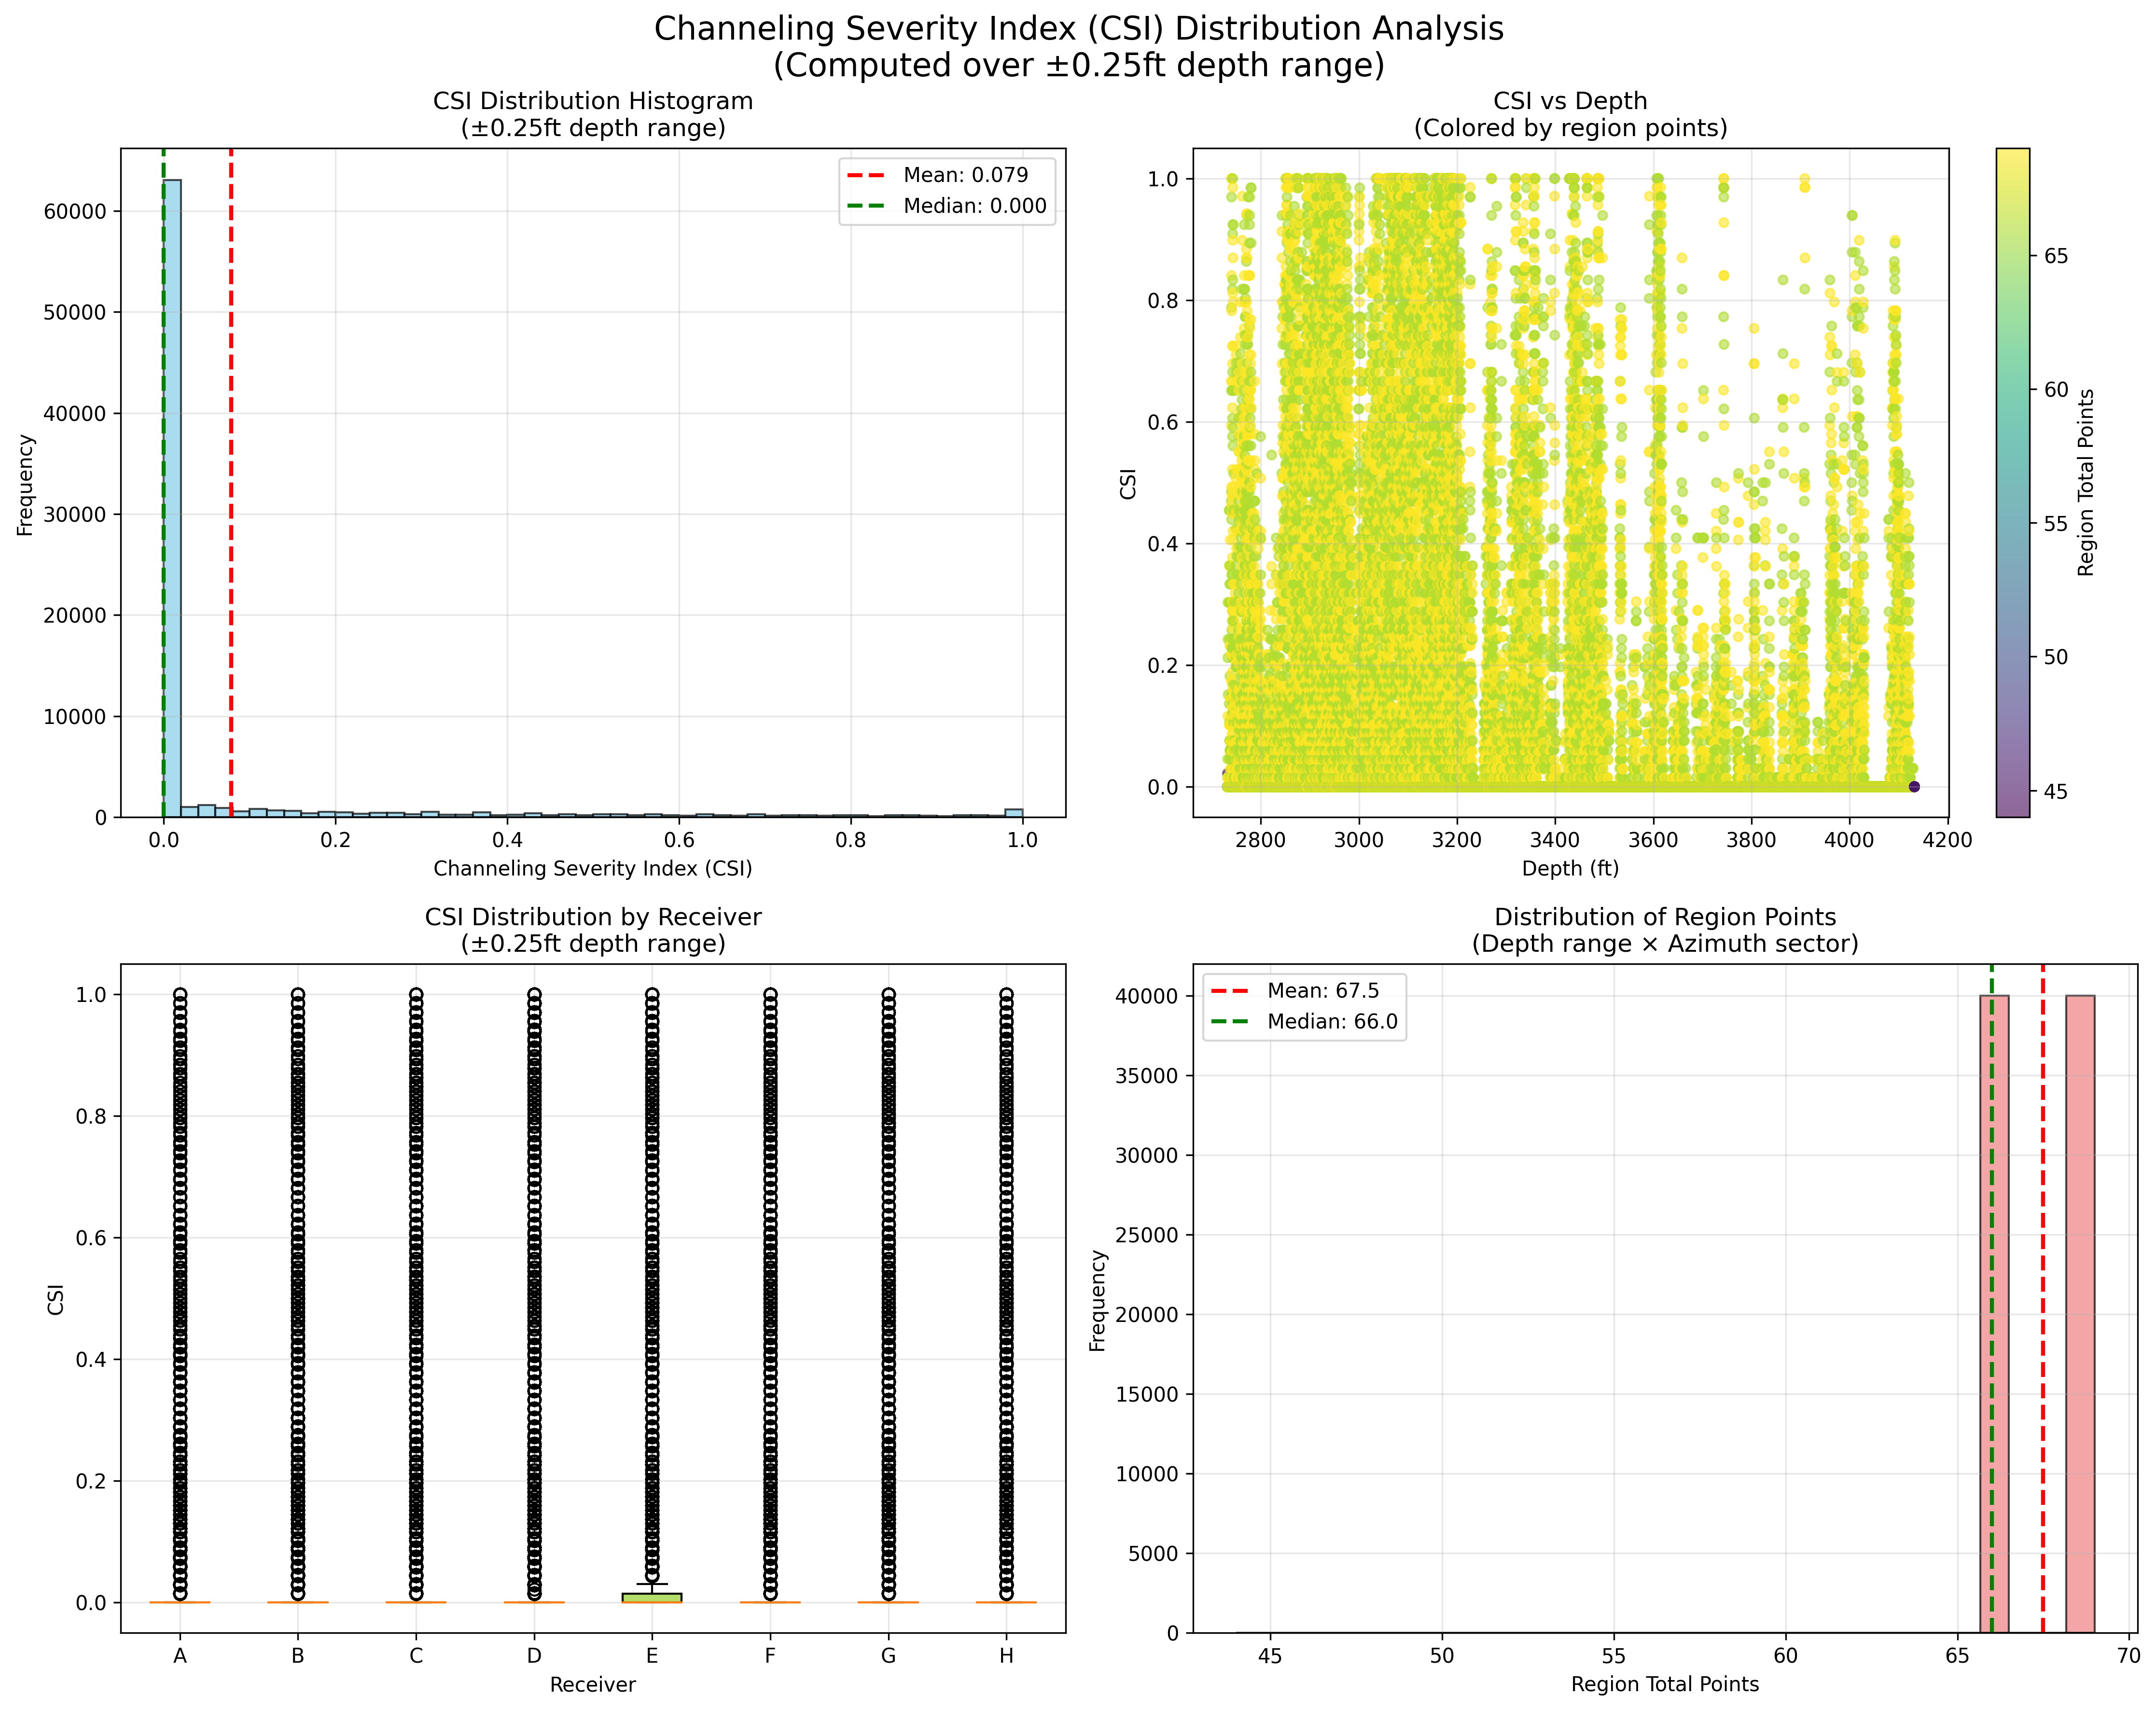 Channeling Severity Index (CSI) Distribution Analysis
(Computed over ±0.25ft depth range)
CSI Distribution Histogram
(±0.25ft depth range)
Mean: 0.079
Median: 0.000
60000
50000
40000
30000
20000
10000
0
Frequency
0.0 0.2 0.4 0.6 0.8 1.0
Channeling Severity Index (CSI)
CSI vs Depth
(Colored by region points)
1.0
0.8
0.6
0.4
0.2
0.0
CSI
2800 3000 3200 3400 3600 3800 4000 4200
Depth (ft)
65
60
55
50
45
Region Total Points
CSI Distribution by Receiver
(±0.25ft depth range)
1.0
0.8
0.6
0.4
0.2
0.0
CSI
A B C D E F G H
Receiver
Distribution of Region Points
(Depth range × Azimuth sector)
Mean: 67.5
Median: 66.0
40000
35000
30000
25000
20000
15000
10000
5000
0
Frequency
45 50 55 60 65 70
Region Total Points